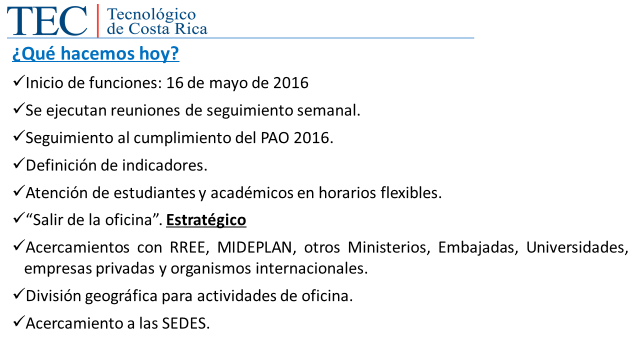 TEC | Tecnológico
de Costa Rica
¿Qué hacemos hoy?
✓Inicio de funciones: 16 de mayo de 2016
✓Se ejecutan reuniones de seguimiento semanal.
✓Seguimiento al cumplimiento del PAO 2016.
✓Definición de indicadores.
✓Atención de estudiantes y académicos en horarios flexibles.
✓“Salir de la oficina”. Estratégico
✓Acercamientos con RREE, MIDEPLAN, otros Ministerios, Embajadas, Universidades,
empresas privadas y organismos internacionales.
✓División geográfica para actividades de oficina.
✓Acercamiento a las SEDES.